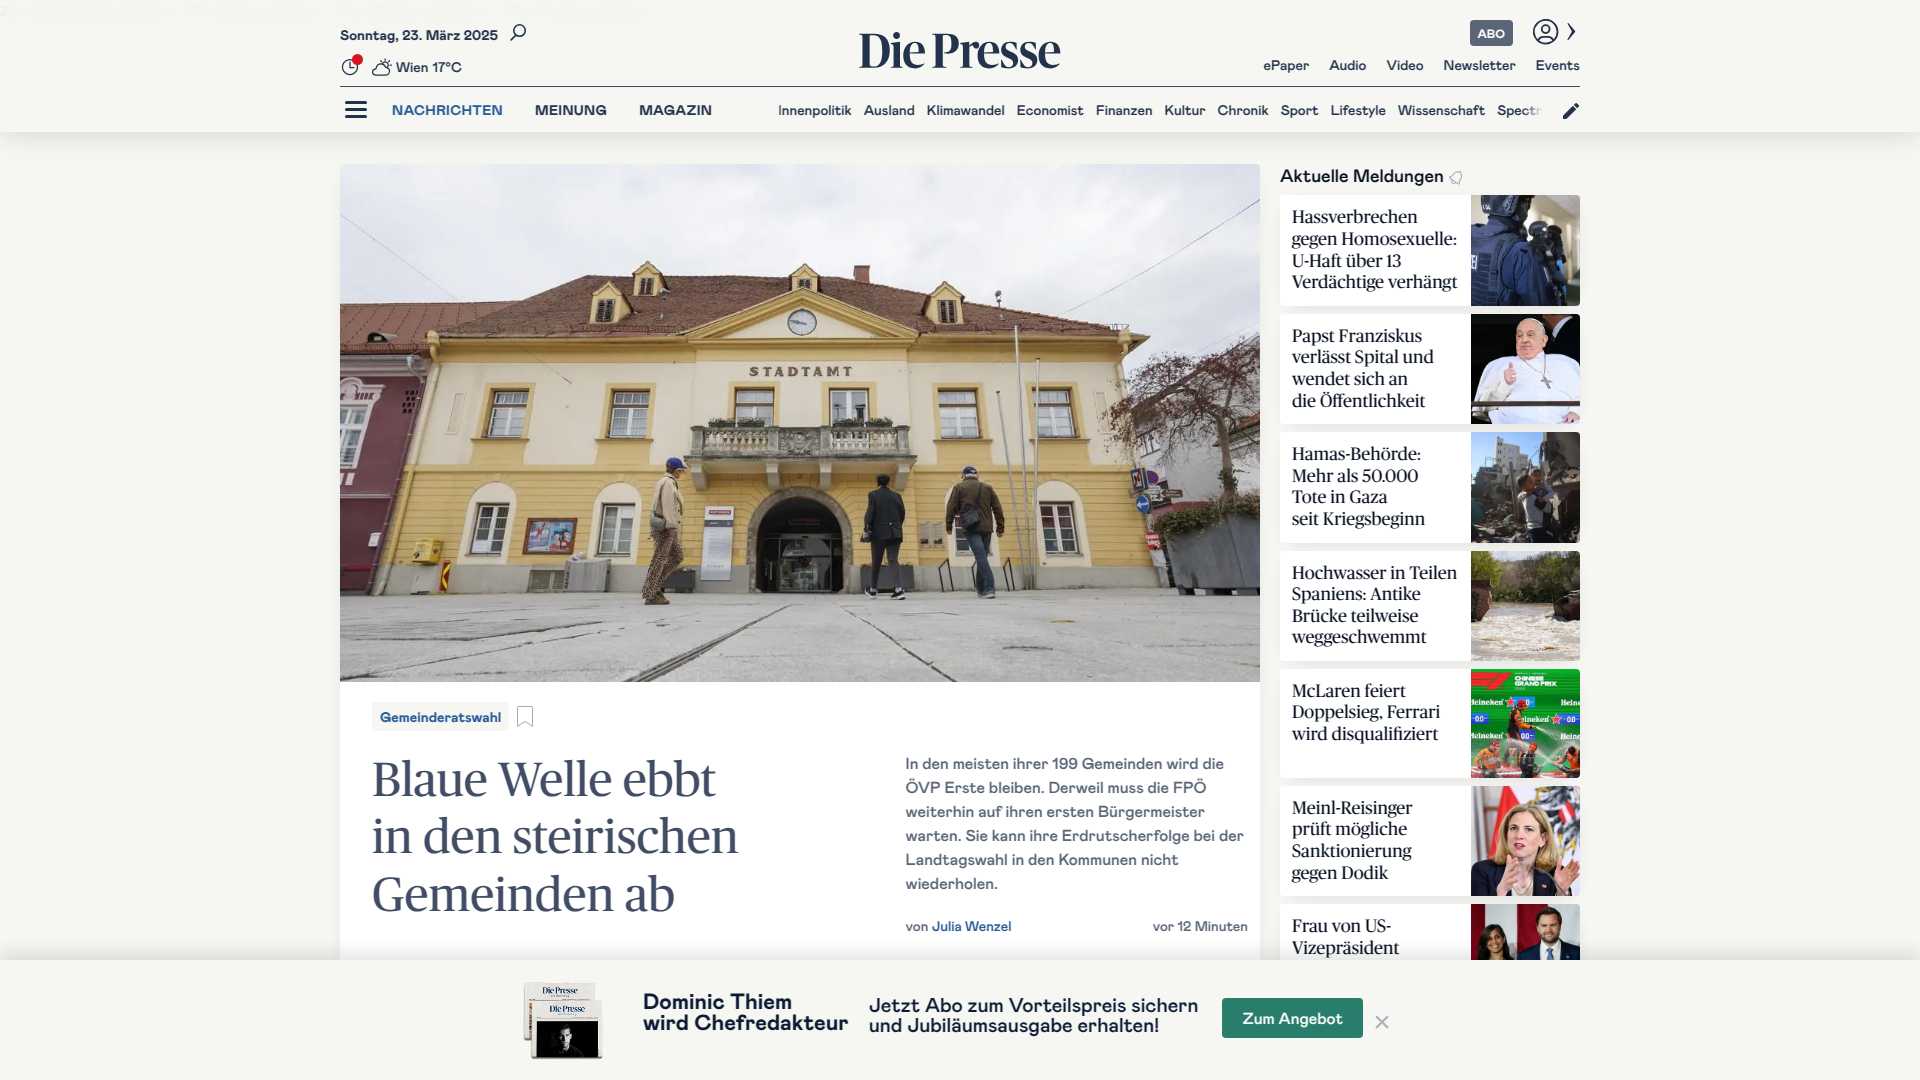 Sonntag, 23. März 2025
Wien 17°C
Die Presse
ABO
ePaper Audio Video Newsletter Events
NACHRICHTEN MEINUNG MAGAZIN
Innenpolitik Ausland Klimawandel Economist Finanzen Kultur Chronik Sport Lifestyle Wissenschaft Spectr
STADTAMT
Gemeinderatswahl
Blaue Welle ebbt
in den steirischen
Gemeinden ab
In den meisten ihrer 199 Gemeinden wird die
ÖVP Erste bleiben. Derweil muss die FPÖ
weiterhin auf ihren ersten Bürgermeister
warten. Sie kann ihre Erdrutscherfolge bei der
Landtagswahl in den Kommunen nicht
wiederholen.
von Julia Wenzel
vor 12 Minuten
Aktuelle Meldungen
Hassverbrechen
gegen Homosexuelle:
U-Haft über 13
Verdächtige verhängt
Papst Franziskus
verlässt Spital und
wendet sich an
die Öffentlichkeit
Hamas-Behörde:
Mehr als 50.000
Tote in Gaza
seit Kriegsbeginn
Hochwasser in Teilen
Spaniens: Antike
Brücke teilweise
weggeschwemmt
McLaren feiert
Doppelsieg, Ferrari
wird disqualifiziert
CHINESE
GRAND PRIX
Heineken
Heineken
Meinl-Reisinger
prüft mögliche
Sanktionierung
gegen Dodik
Frau von US-
Vizepräsident
Die Presse
Die Presse
Dominic Thiem
wird Chefredakteur
Jetzt Abo zum Vorteilspreis sichern
und Jubiläumsausgabe erhalten!
Zum Angebot